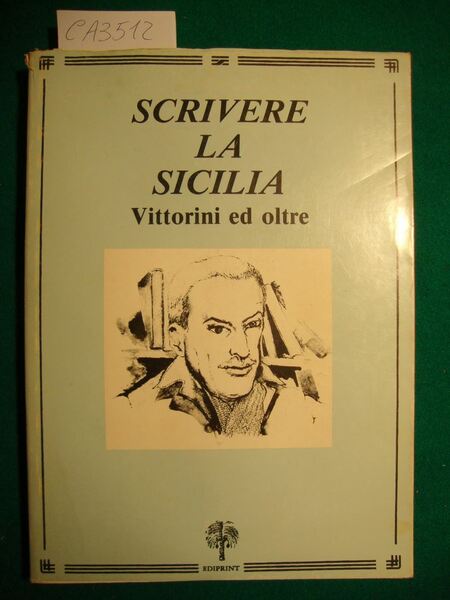 CA3512
SCRIVERE
LA
SICILIA
Vittorini ed oltre
EDIPRINT